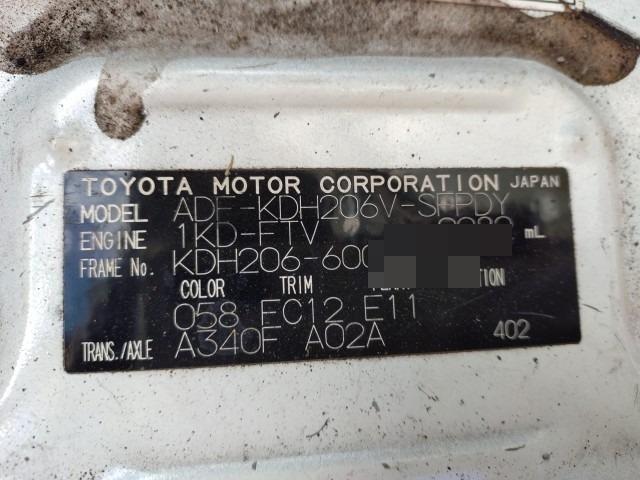 TOYOTA MOTOR CORPORATION JAPAN
MODEL ADF-KDH206V-SFPDY
ENGINE 1KD-FTV mL
FRAME No. KDH206-600
COLOR TRIM
058 FC12 E11
TRANS./AXLE A340F A02A 402